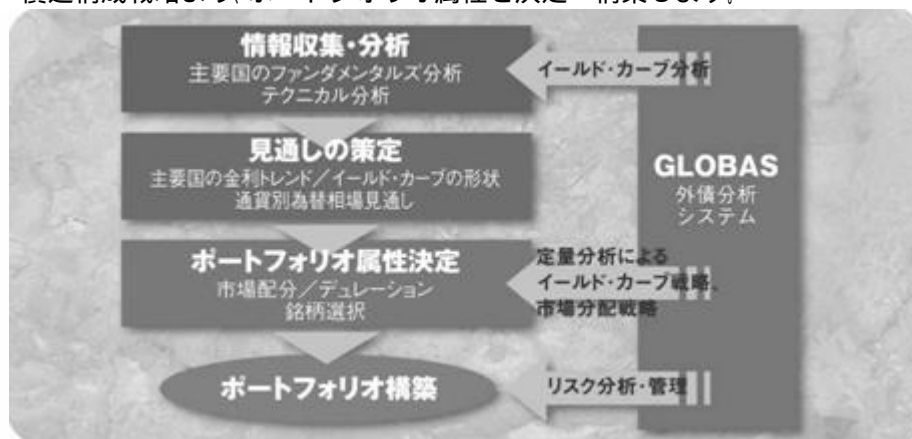 ポートフォリオ属性を決定・構築します。
情報収集・分析
主要国のファンダメンタルズ分析
テクニカル分析
イールド・カーブ分析
見通しの策定
主要国の金利トレンド／イールド・カーブの形状
通貨別為替相場見通し
GLOBAS
外債分析
システム
ポートフォリオ属性決定
市場配分／デュレーション
銘柄選択
定量分析による
イールド・カーブ戦略、
市場分配戦略
ポートフォリオ構築
リスク分析・管理